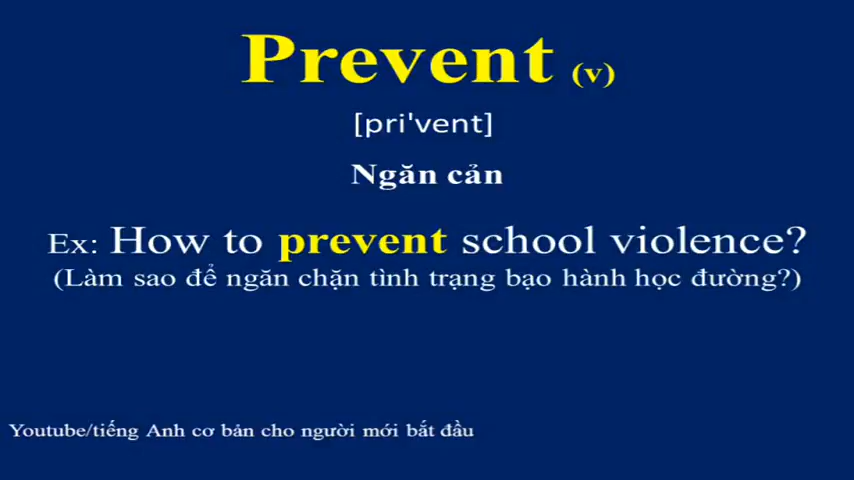 Prevent (v)
[pri'vent]
Ngăn cản
Ex: How to prevent school violence?
(Làm sao để ngăn chặn tình trạng bạo hành học đường?)
Youtube/tiếng Anh cơ bản cho người mới bắt đầu